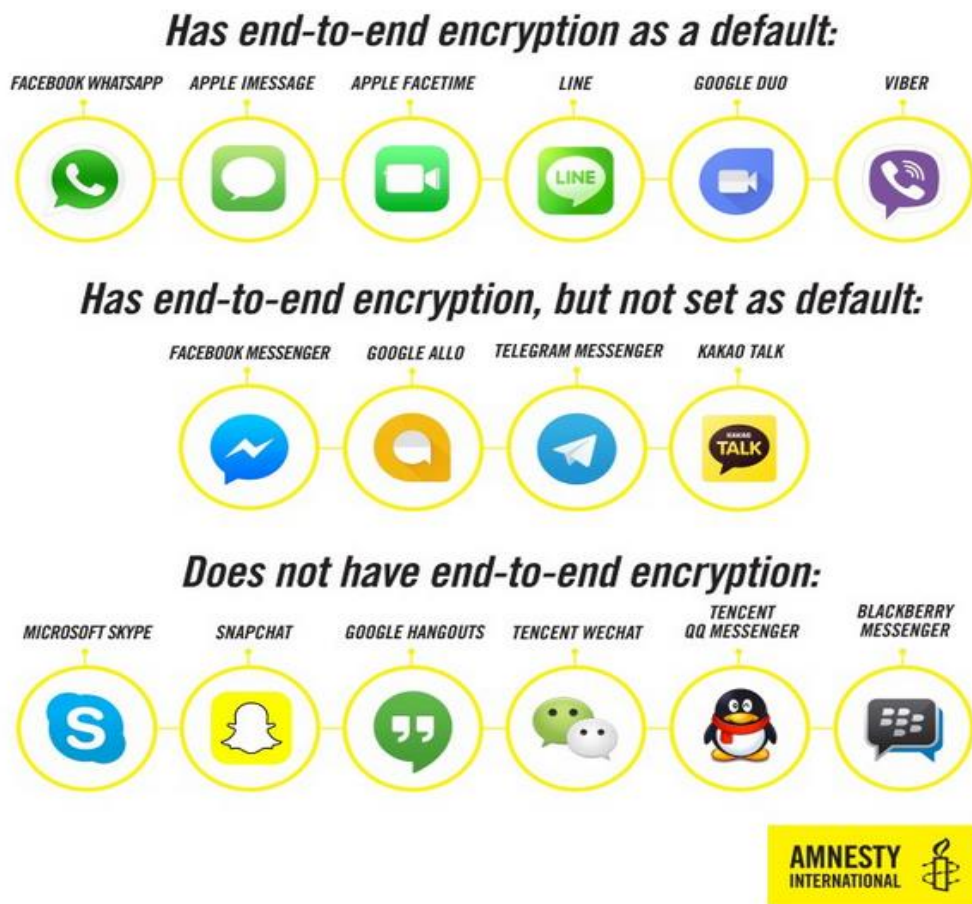 Has end-to-end encryption as a default:
FACEBOOK WHATSAPP APPLE IMESSAGE APPLE FACETIME LINE GOOGLE DUO VIBER
LINE
Has end-to-end encryption, but not set as default:
FACEBOOK MESSENGER GOOGLE ALLO TELEGRAM MESSENGER KAKAO TALK
KAKAO
TALK
Does not have end-to-end encryption:
MICROSOFT SKYPE SNAPCHAT GOOGLE HANGOUTS TENCENT WECHAT TENCENT
QQ MESSENGER BLACKBERRY
MESSENGER
S
AMNESTY
INTERNATIONAL